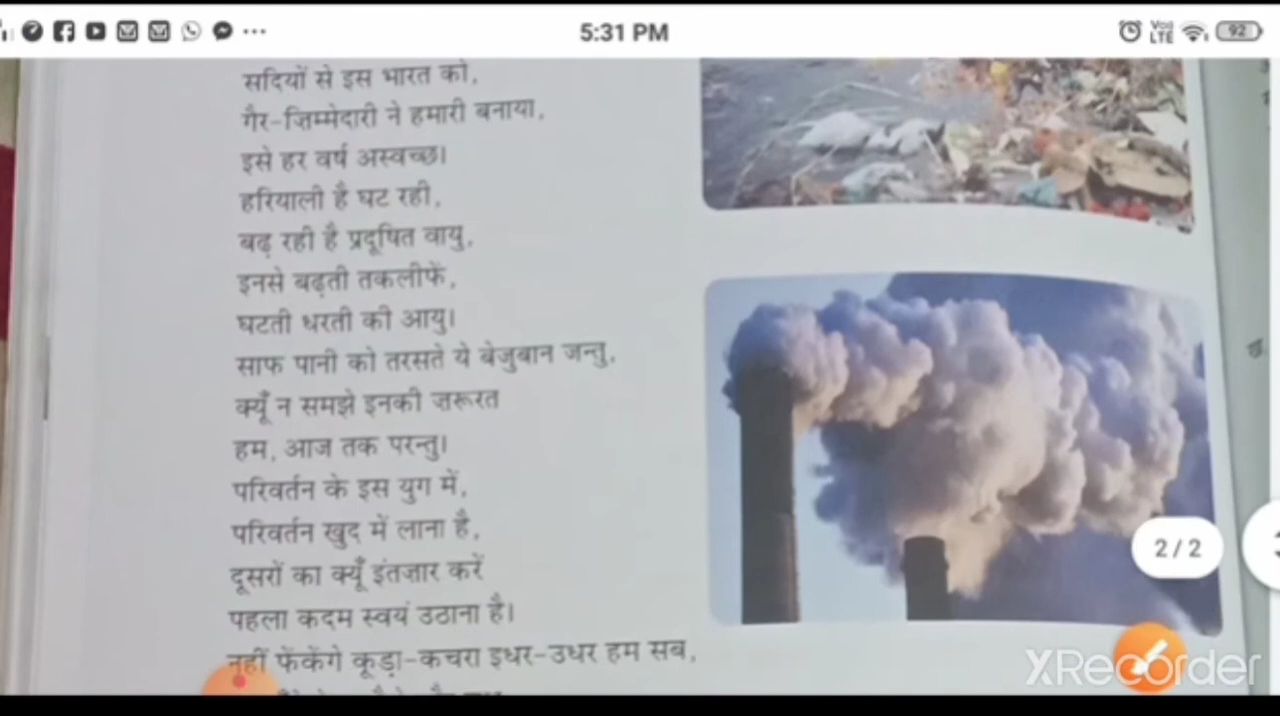 5:31 PM
Vo)
LTE
92
सदियों से इस भारत को,
गैर-ज़िम्मेदारी ने हमारी बनाया,
इसे हर वर्ष अस्वच्छ।
हरियाली है घट रही,
बढ़ रही है प्रदूषित वायु,
इनसे बढ़ती तकलीफें,
घटती धरती की आयु।
साफ पानी को तरसते ये बेज़ुबान जन्तु,
क्यूँ न समझे इनकी ज़रूरत
हम, आज तक परन्तु।
परिवर्तन के इस युग में,
परिवर्तन खुद में लाना है,
दूसरों का क्यूँ इंतज़ार करें
पहला कदम स्वयं उठाना है।
नहीं फेंकेंगे कूड़ा-कचरा इधर-उधर हम सब,
2/2
XRecorder